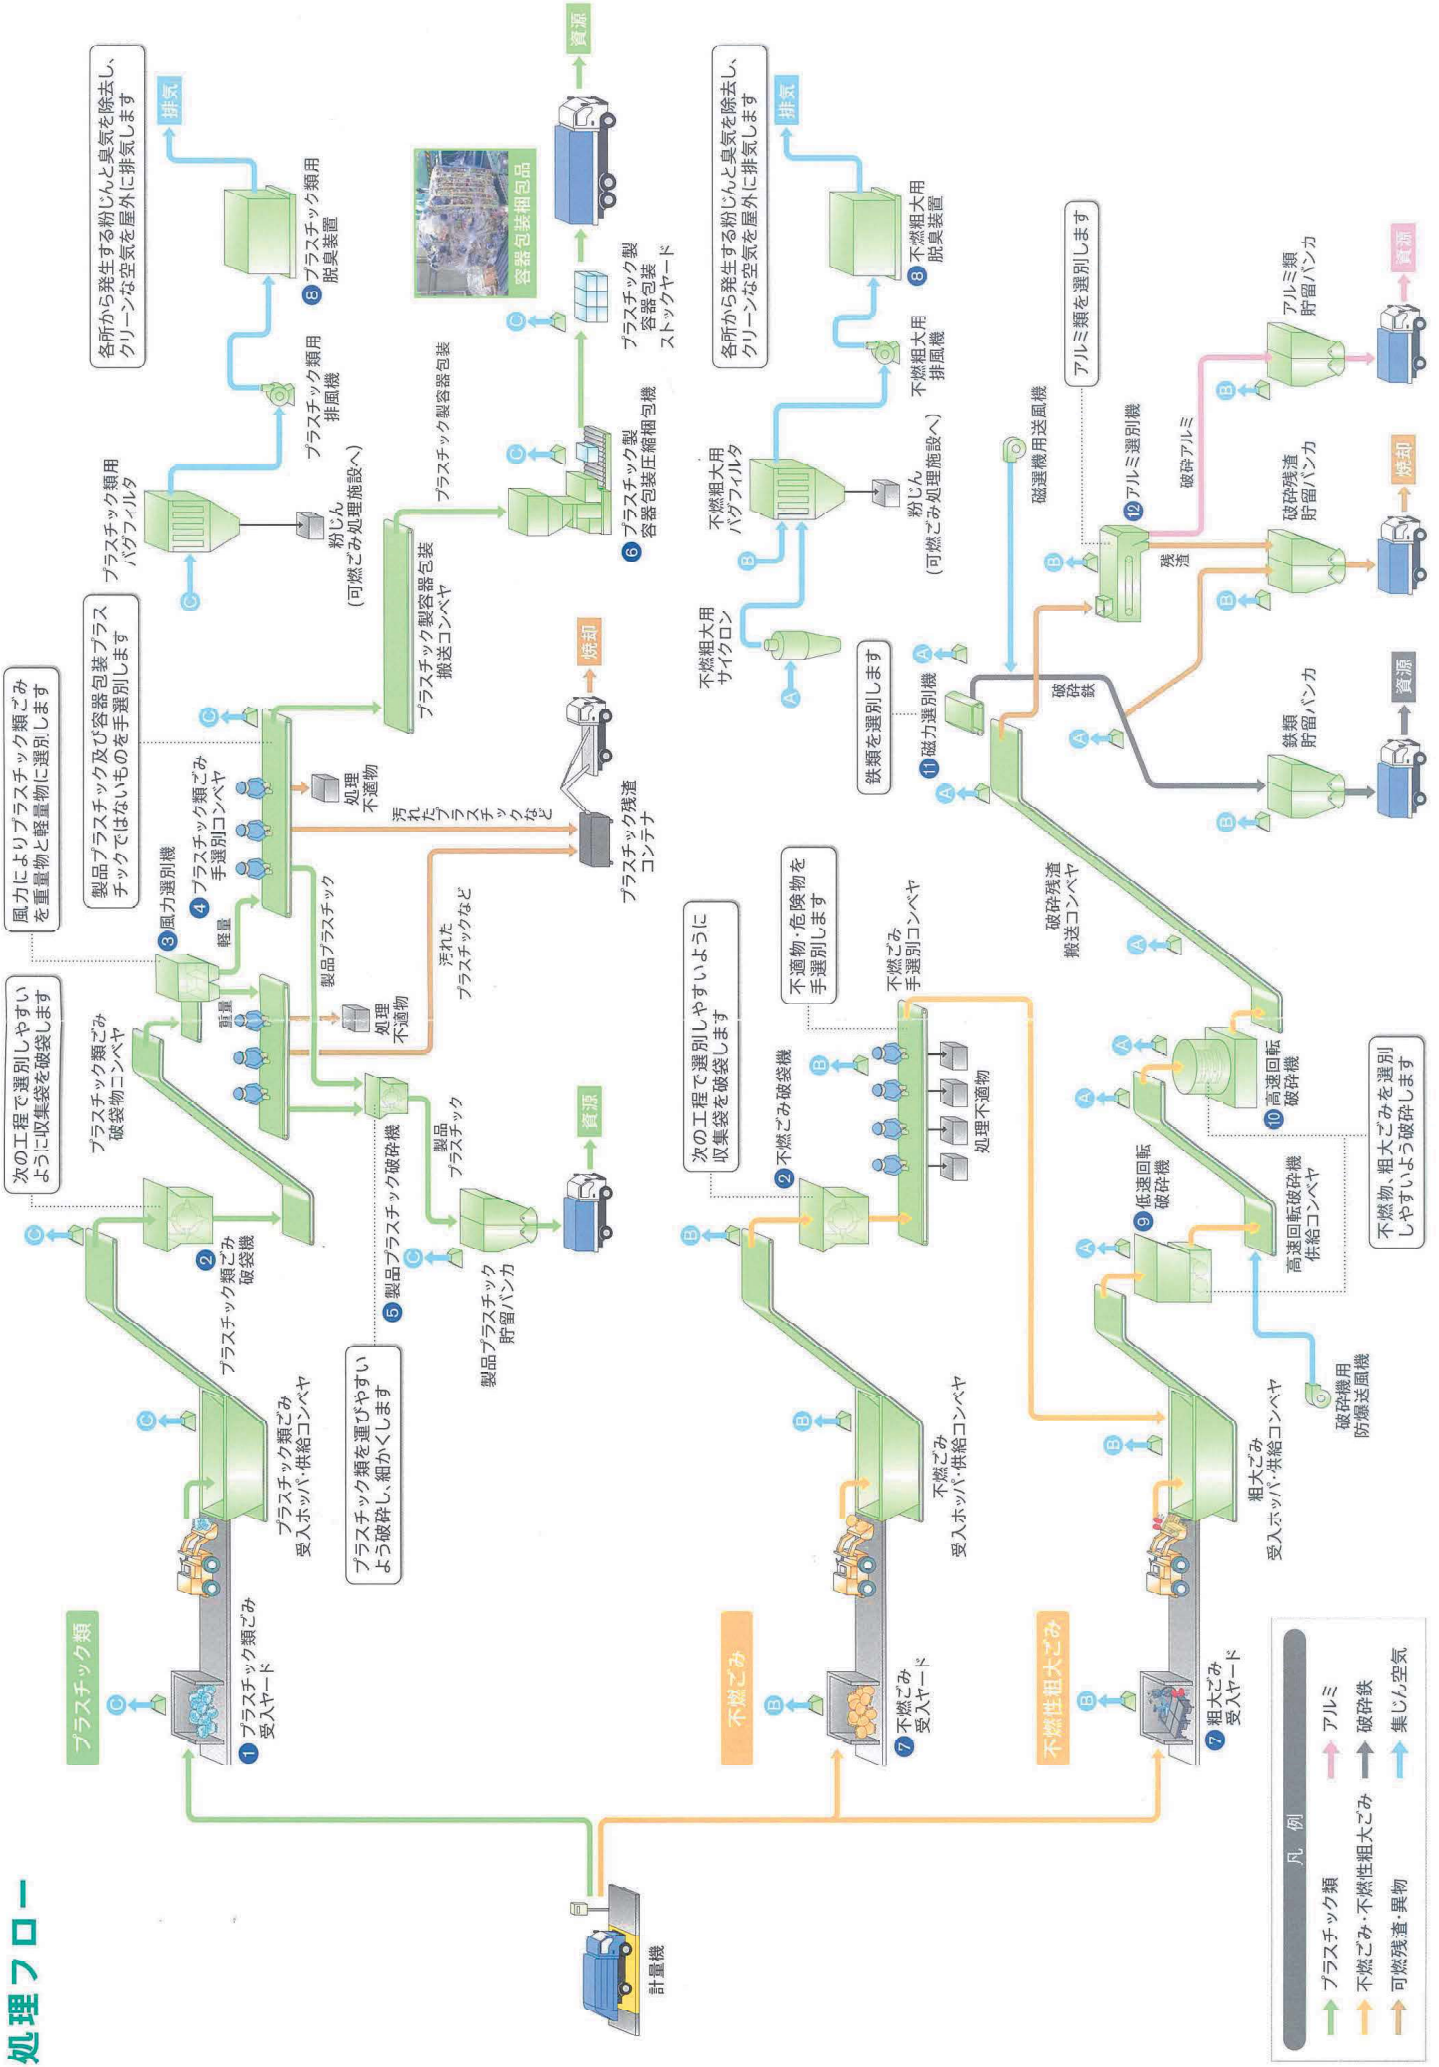 処理フロー
計量機
プラスチック類
C
1 プラスチック類ごみ
受入ヤード
C
プラスチック類ごみ
受入ホッパ・供給コンベヤ
C
次の工程で選別しやすい
ように収集袋を破袋します
2
プラスチック類ごみ
破袋機
プラスチック類ごみ
破袋物コンベヤ
風力によりプラスチック類ごみ
を重量物と軽量物に選別します
3 風力選別機
軽量
重量
製品プラスチック及び容器包装プラス
チックではないものを手選別します
4 プラスチック類ごみ
手選別コンベヤ
C
処理
不適物
処理
不適物
製品プラスチック
汚れた
プラスチックなど
汚れたプラスチックなど
プラスチック残渣
コンテナ
焼却
プラスチック類を運びやすい
よう破砕し、細かくします
5 製品プラスチック破砕機
製品
プラスチック
C
製品プラスチック
貯留バンカ
資源
プラスチック製容器包装
搬送コンベヤ
プラスチック製容器包装
C
6 プラスチック製
容器包装圧縮梱包機
C
プラスチック製
容器包装
ストックヤード
容器包装梱包品
資源
C
プラスチック類用
バグフィルタ
粉じん
(可燃ごみ処理施設へ)
プラスチック類用
排風機
8 プラスチック類用
脱臭装置
排気
各所から発生する粉じんと臭気を除去し、
クリーンな空気を屋外に排気します
不燃ごみ
B
7 不燃ごみ
受入ヤード
B
不燃ごみ
受入ホッパ・供給コンベヤ
B
次の工程で選別しやすいように
収集袋を破袋します
2 不燃ごみ破袋機
B
不適物・危険物を
手選別します
不燃ごみ
手選別コンベヤ
処理不適物
A
不燃粗大用
サイクロン
B
不燃粗大用
バグフィルタ
粉じん
(可燃ごみ処理施設へ)
不燃粗大用
排風機
8 不燃粗大用
脱臭装置
排気
各所から発生する粉じんと臭気を除去し、
クリーンな空気を屋外に排気します
不燃性粗大ごみ
B
7 粗大ごみ
受入ヤード
B
粗大ごみ
受入ホッパ・供給コンベヤ
破砕機用
防爆送風機
A
9 低速回転
破砕機
高速回転破砕機
供給コンベヤ
A
A
10 高速回転
破砕機
不燃物、粗大ごみを選別
しやすいよう破砕します
A
破砕残渣
搬送コンベヤ
A
鉄類を選別します
11 磁力選別機
A
磁選機用送風機
破砕鉄
A
B
鉄類
貯留バンカ
資源
アルミ類を選別します
12 アルミ選別機
B
残渣
破砕アルミ
B
破砕残渣
貯留バンカ
焼却
B
アルミ類
貯留バンカ
資源
凡 例
プラスチック類
アルミ
不燃ごみ・不燃性粗大ごみ
破砕鉄
可燃残渣・異物
集じん空気